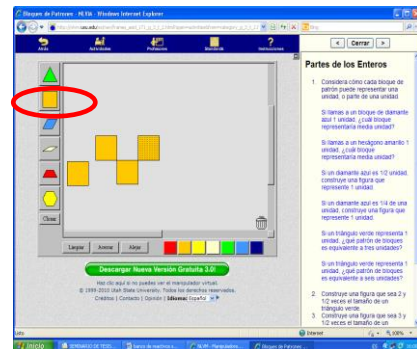 Bloques de Patrones - NLVM - Windows Internet Explorer
Atrás
Actividades
Profesores
Instrucciones
Cerrar
Partes de los Enteros
1. Considera cómo cada bloque de
patrón puede representar una
unidad, o parte de una unidad.
Si llamas a un bloque de diamante
azul 1 unidad, ¿cuál bloque
representaría media unidad?
Si llamas a un hexágono amarillo 1
unidad, ¿cuál bloque
representaría media unidad?
Si un diamante azul es 1/2 unidad,
construye una figura que
represente 1 unidad.
Si un diamante azul es 1/4 de una
unidad, construye una figura que
represente 1 unidad.
Si un triángulo verde representa 1
unidad, ¿qué patrón de bloques
es equivalente a tres unidades?
Si un triángulo verde representa 1
unidad, ¿qué patrón de bloques
es equivalente a seis unidades?
2. Construye una figura que sea 2 y
1/2 veces el tamaño de un
triángulo verde.
3. Construye una figura que sea 3 y
1/2 veces el tamaño de un
Clonar
Limpiar
Acercar
Alejar
Descargar Nueva Versión Gratuita 3.0!
Haz clic aquí si no puedes ver el manipulador virtual.
© 1999-2010 Utah State University. Todos los derechos reservados.
Créditos | Contacto | Opinión | Idioma: Español
Listo
Internet
100%
Inicio
Bloques de Patrones